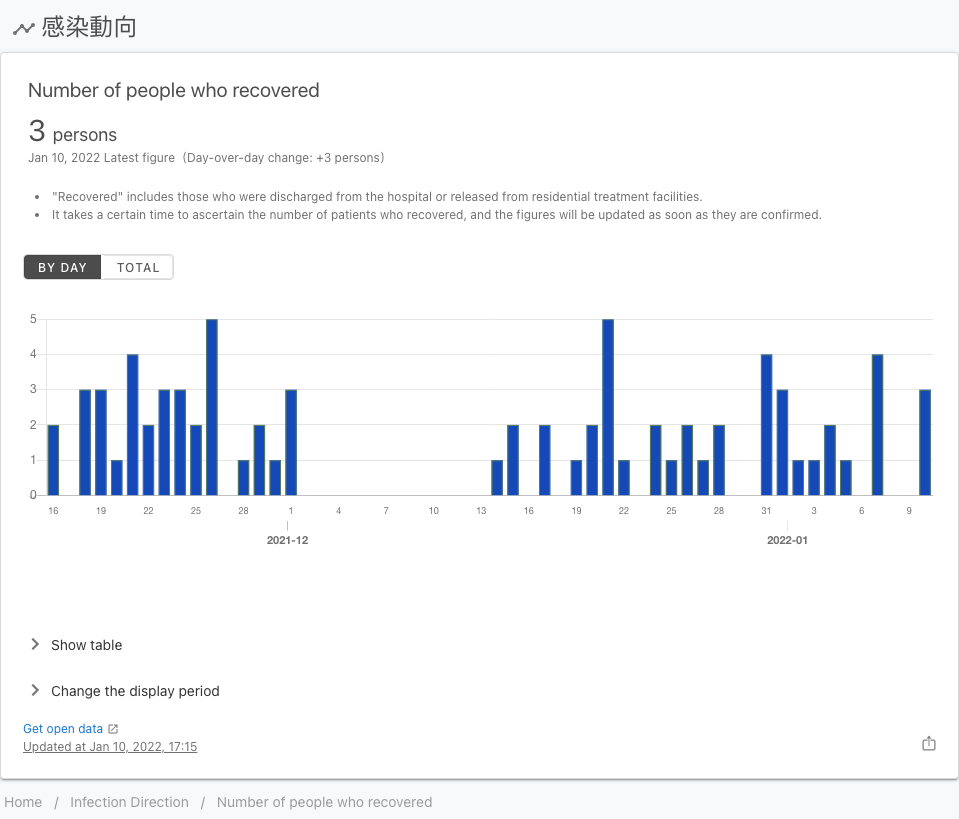 感染動向
Number of people who recovered
3 persons
Jan 10, 2022 Latest figure (Day-over-day change: +3 persons)
"Recovered" includes those who were discharged from the hospital or released from residential treatment facilities.
It takes a certain time to ascertain the number of patients who recovered, and the figures will be updated as soon as they are confirmed.
BY DAY TOTAL
5
4
3
2
1
0
16 19 22 25 28 1 4 7 10 13 16 19 22 25 28 31 3 6 9
2021-12 2022-01
Show table
Change the display period
Get open data
Updated at Jan 10, 2022, 17:15
Home / Infection Direction / Number of people who recovered